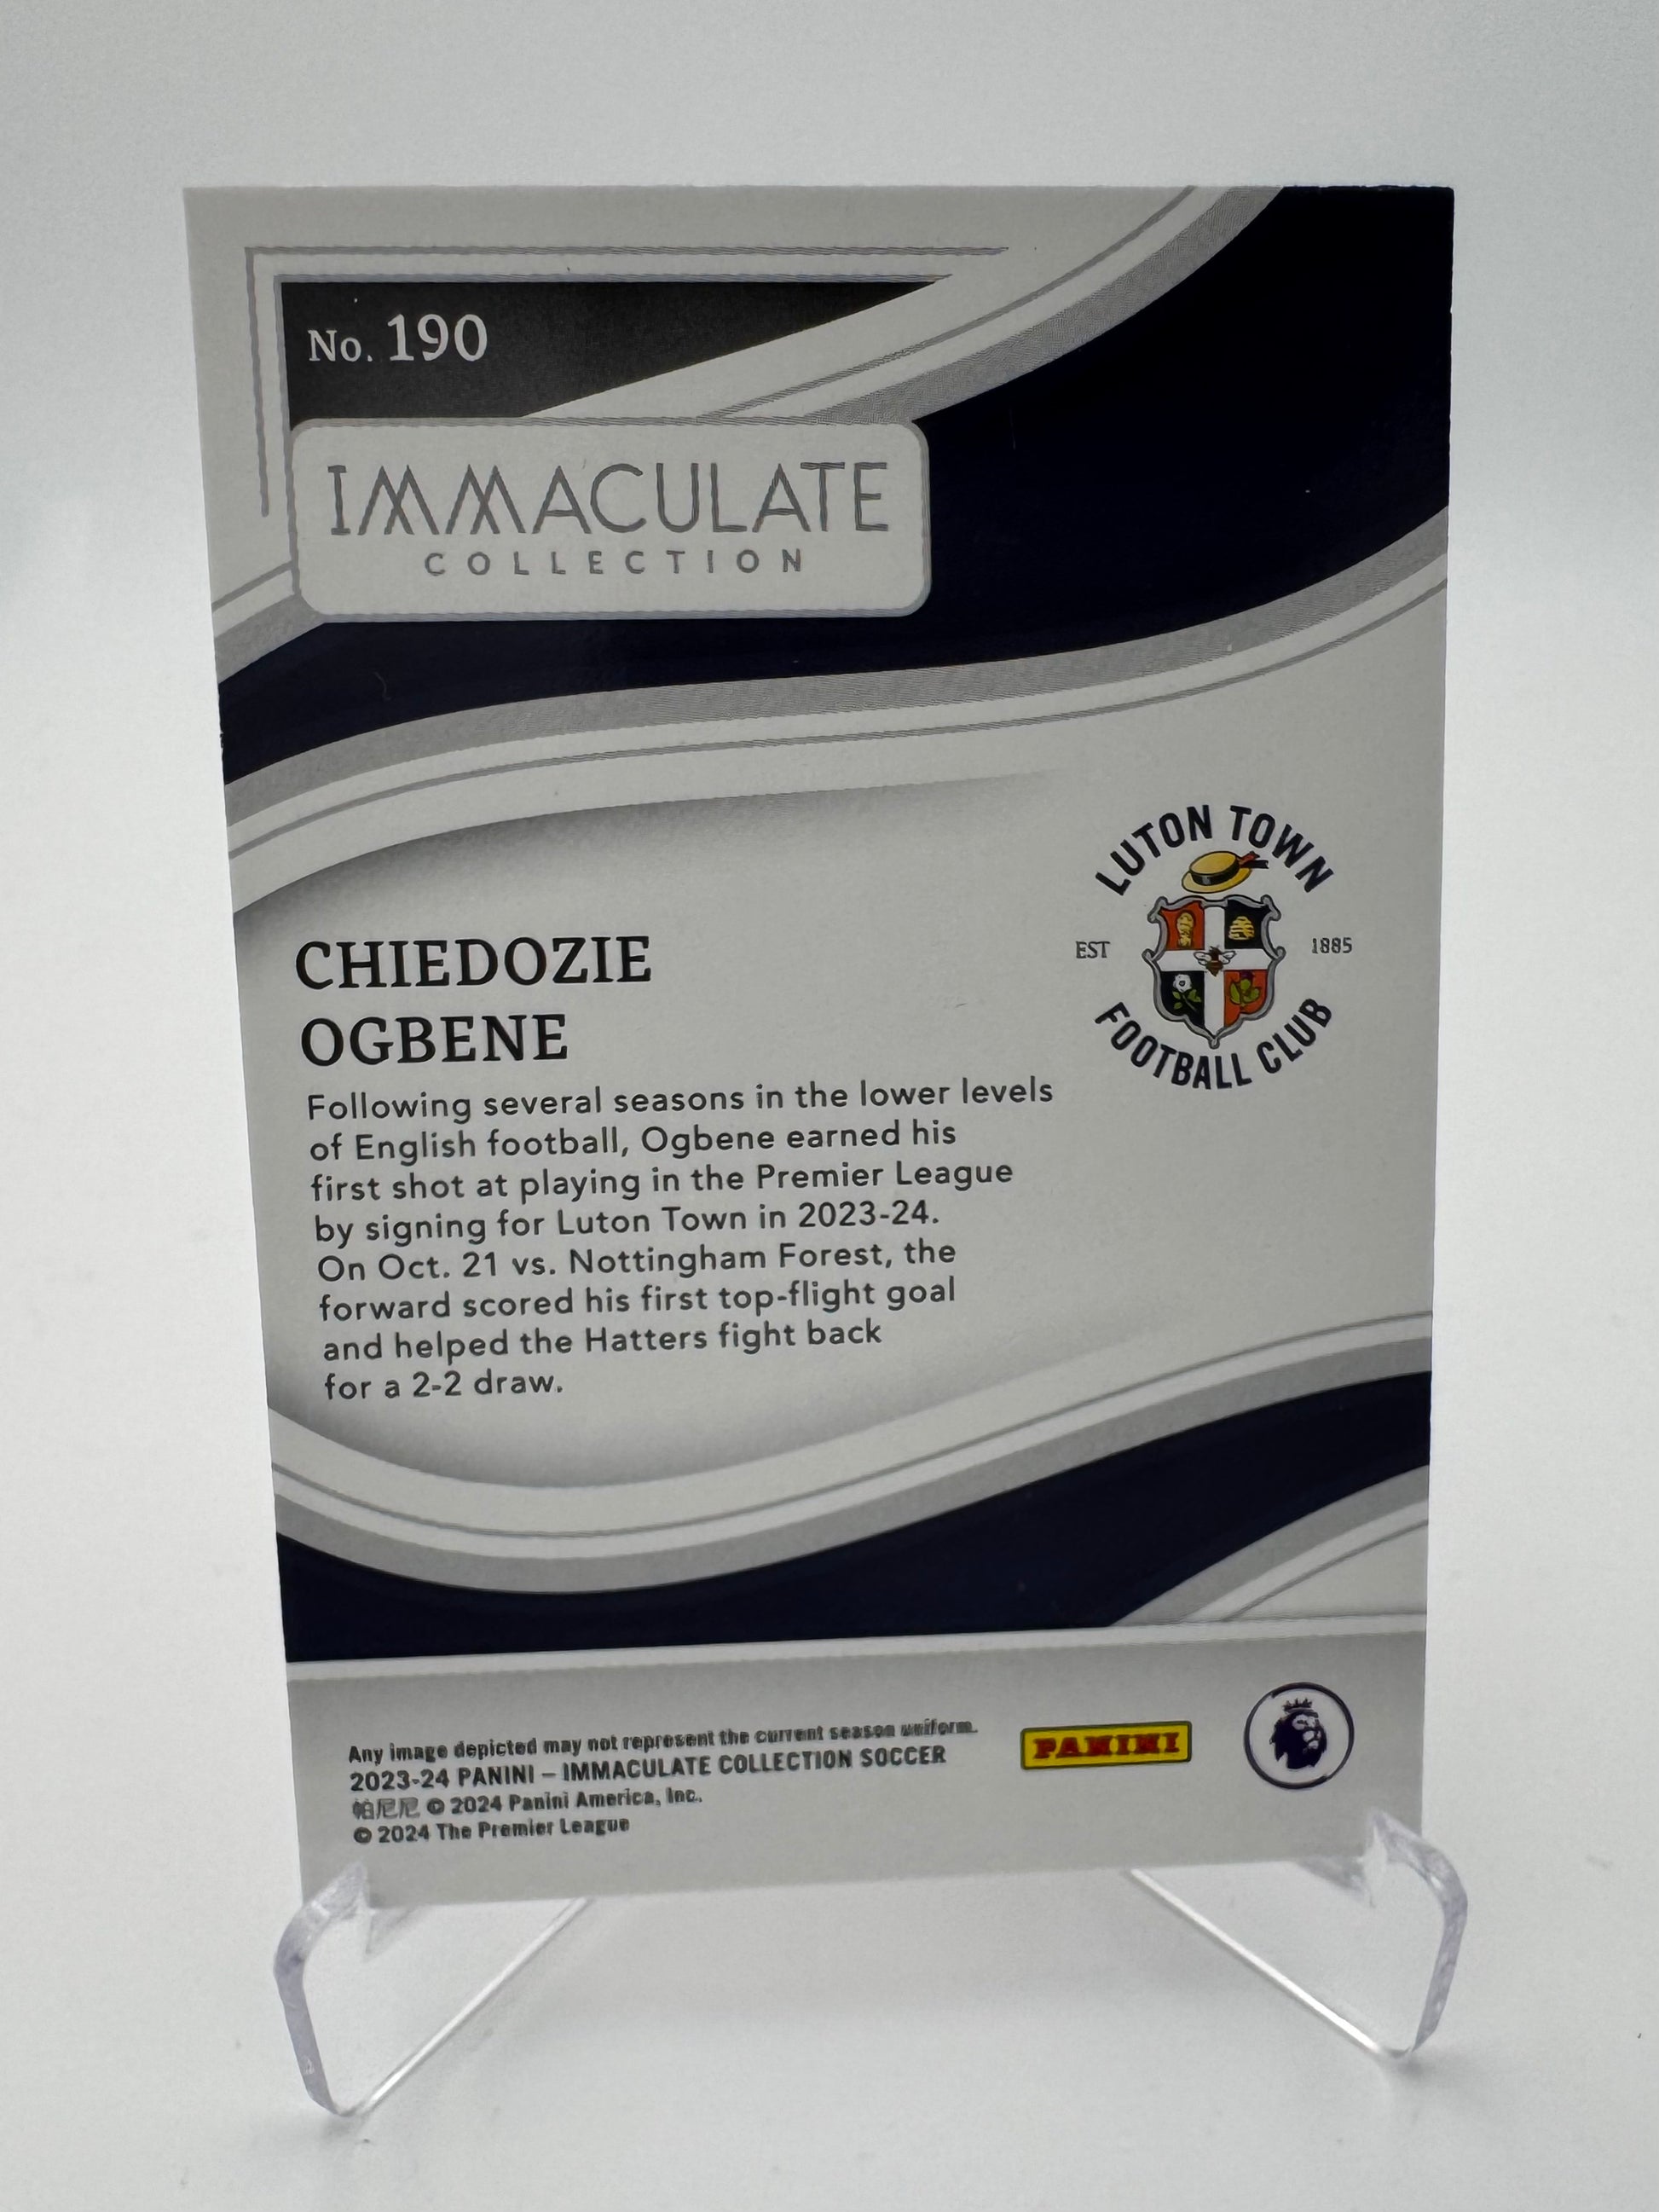 No. 190
IMMACULATE
COLLECTION
LUTON TOWN
EST 1885
FOOTBALL CLUB
CHIEDOZIE
OGBENE
Following several seasons in the lower levels
of English football, Ogbene earned his
first shot at playing in the Premier League
by signing for Luton Town in 2023-24.
On Oct. 21 vs. Nottingham Forest, the
forward scored his first top-flight goal
and helped the Hatters fight back
for a 2-2 draw.
Any image depicted may not represent the current season uniform.
2023-24 PANINI – IMMACULATE COLLECTION SOCCER
帕尼尼 © 2024 Panini America, Inc.
© 2024 The Premier League
PANINI